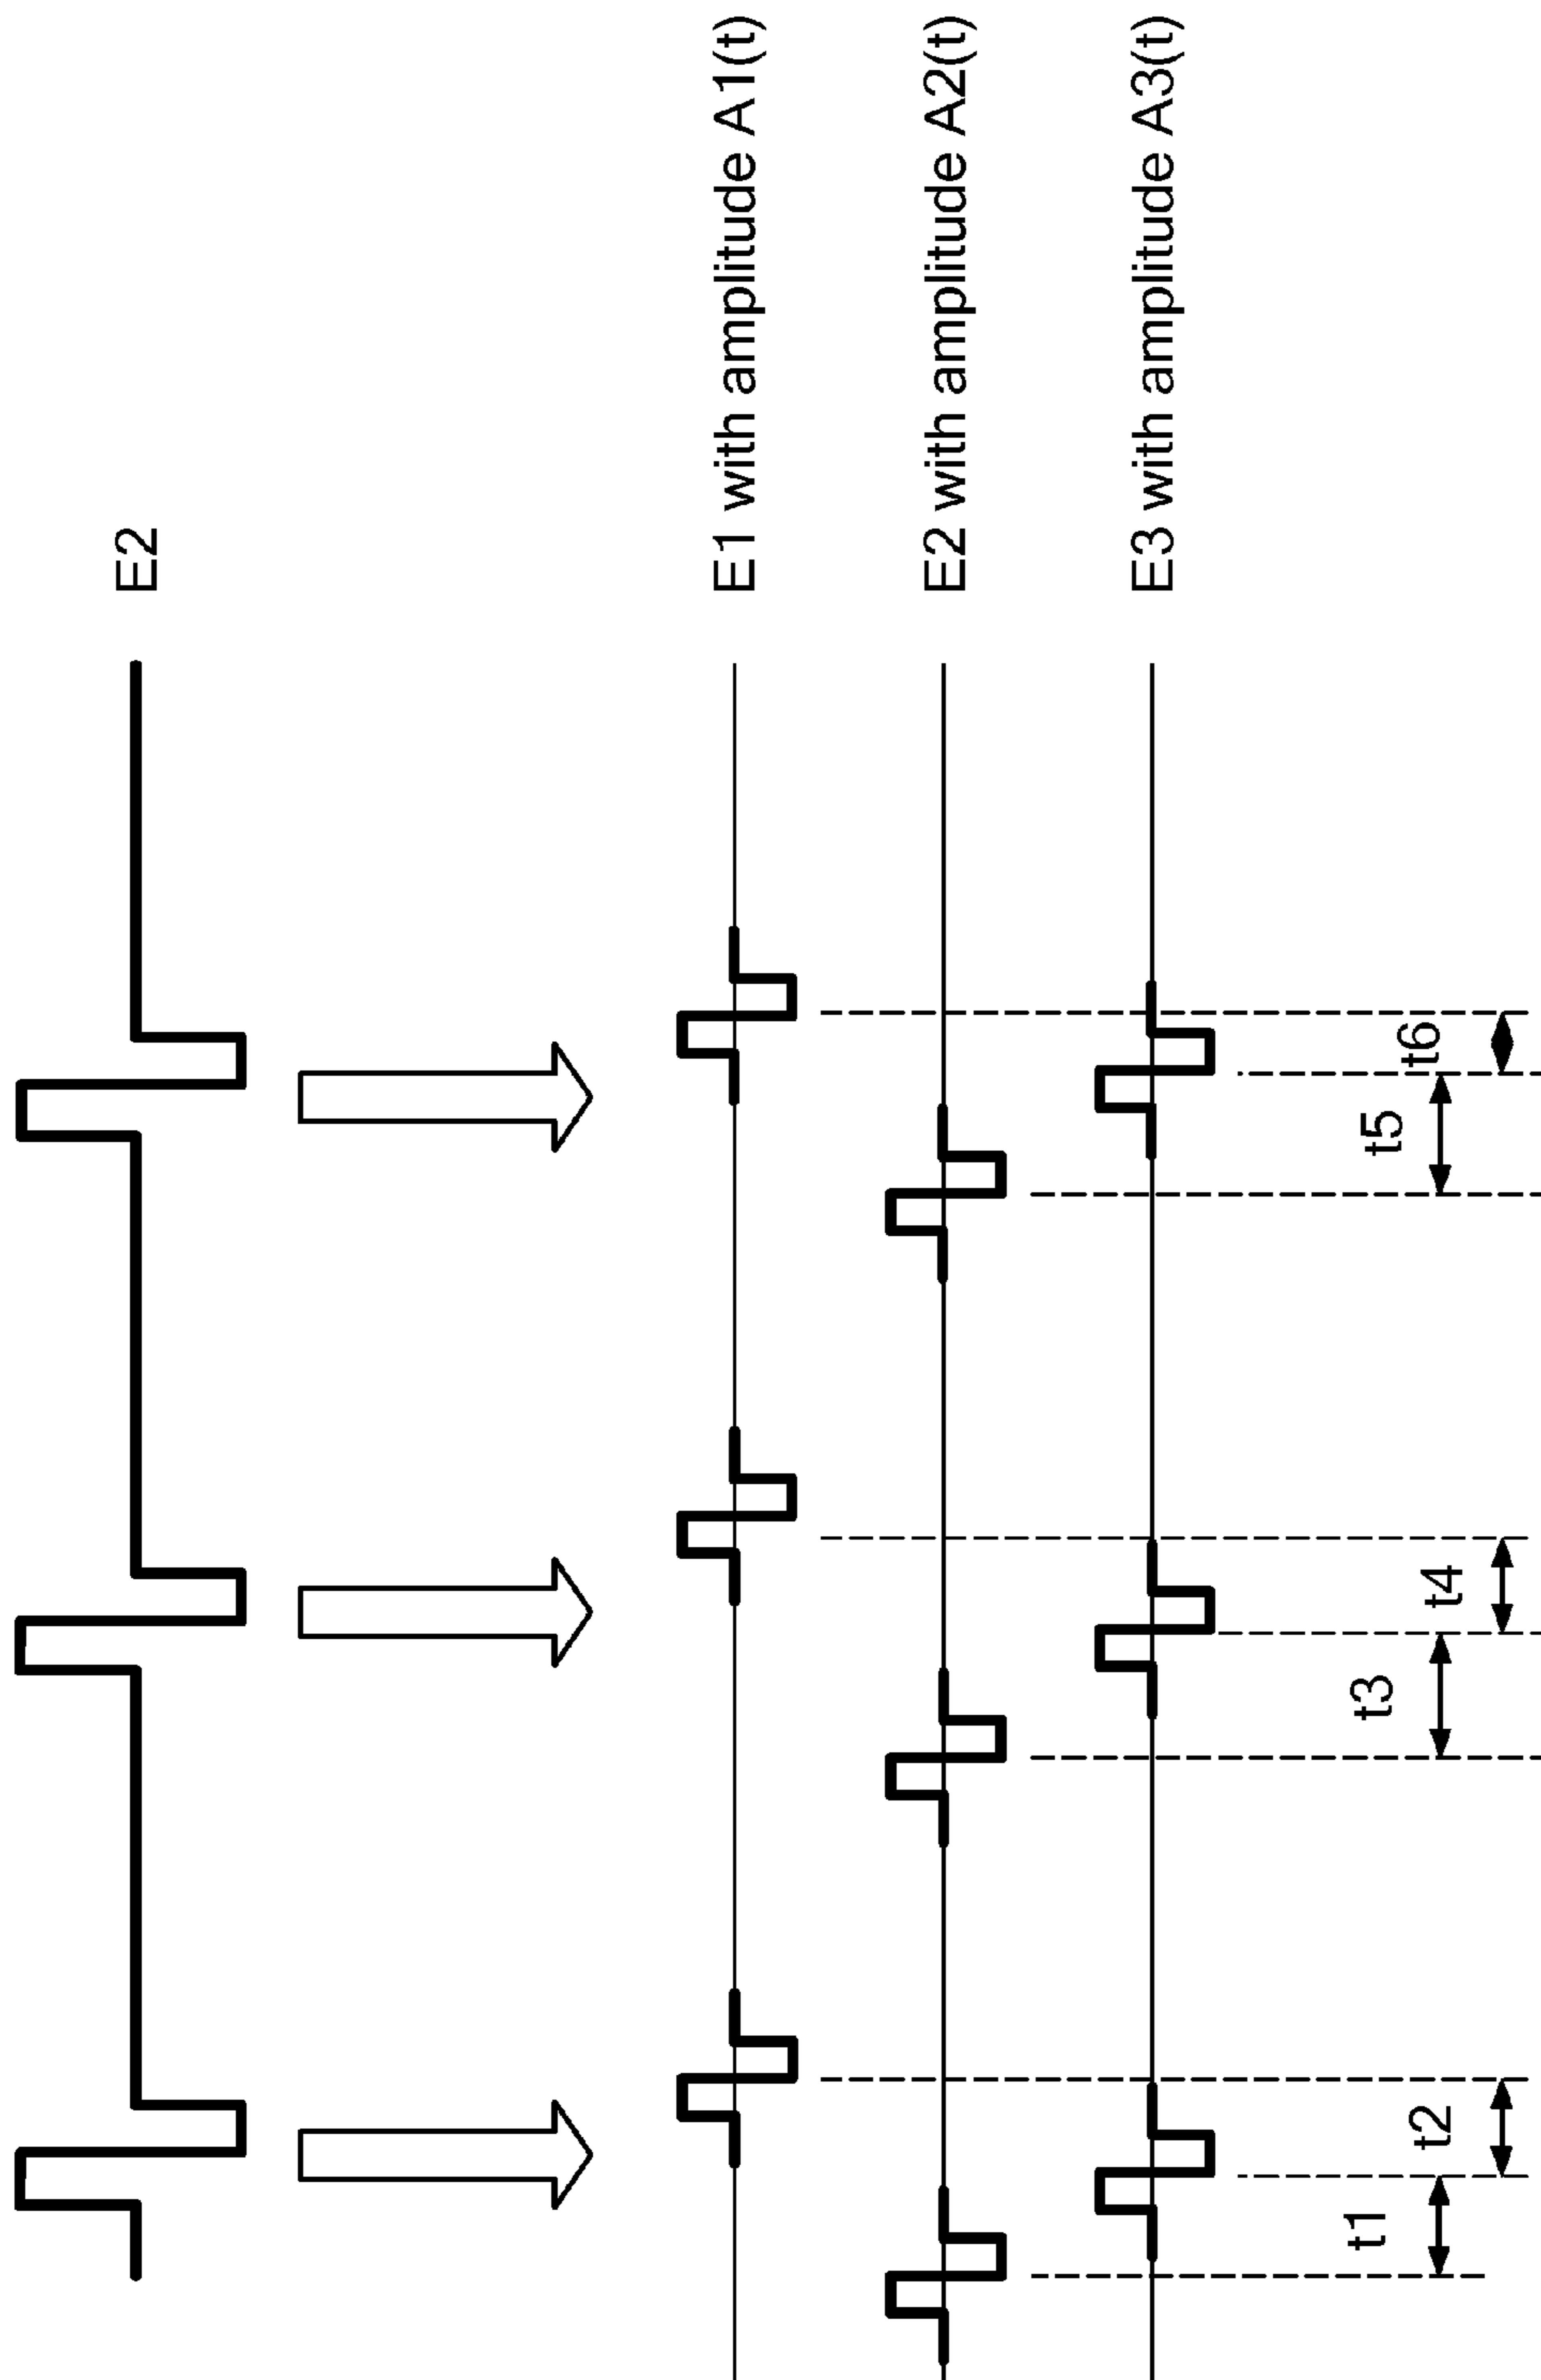 E2
E1 with amplitude A1(t)
E2 with amplitude A2(t)
E3 with amplitude A3(t)
t1
t2
t3
t4
t5
t6